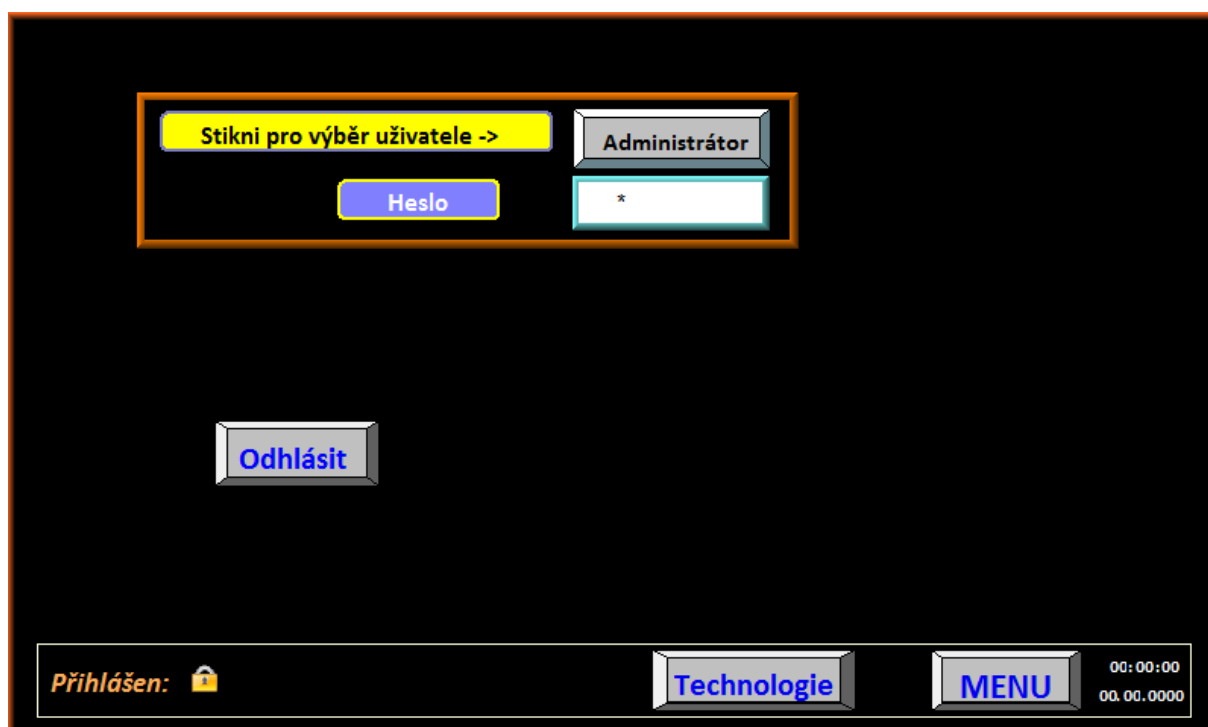 Stikni pro výběr uživatele ->
Administrátor
Heslo
*
Odhlásit
Přihlášen:
Technologie
MENU
00:00:00
00.00.0000